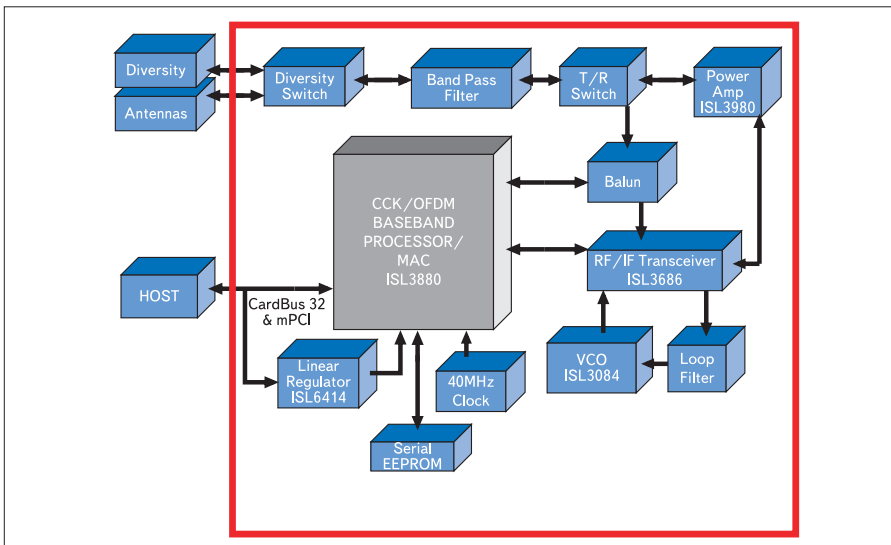 Diversity
Antennas
Diversity
Switch
Band Pass
Filter
T/R
Switch
Power
Amp
ISL3980
CCK/OFDM
BASEBAND
PROCESSOR/
MAC
ISL3880
Balun
RF/IF Transceiver
ISL3686
HOST
CardBus 32
& mPCI
Linear
Regulator
ISL6414
40MHz
Clock
VCO
ISL3084
Loop
Filter
Serial
EEPROM